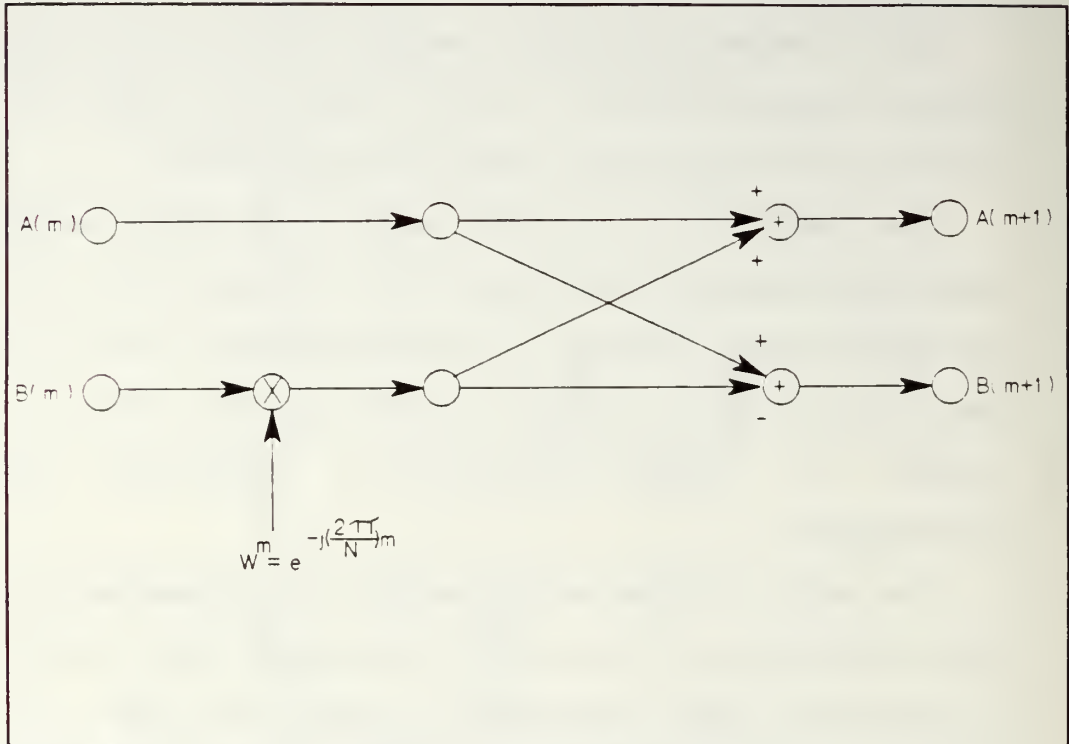 +
A( m )
+
A( m+1 )
+
+
B( m )
X
+
B( m+1 )
-
W^m = e^-j(2π/N)m